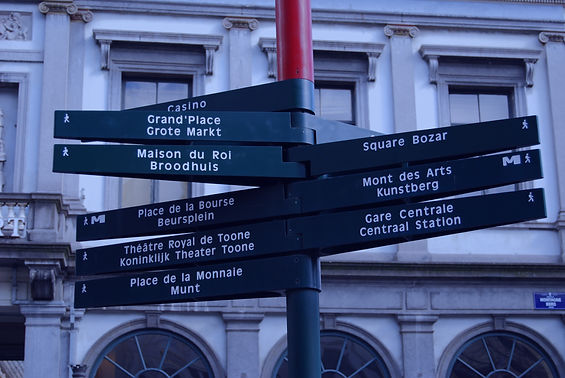 Casino
Grand'Place
Grote Markt
Maison du Roi
Broodhuis
Place de la Bourse
Beursplein
Théâtre Royal de Toone
Koninklijk Theater Toone
Place de la Monnaie
Munt
Square Bozar
Mont des Arts
Kunstberg
Gare Centrale
Centraal Station